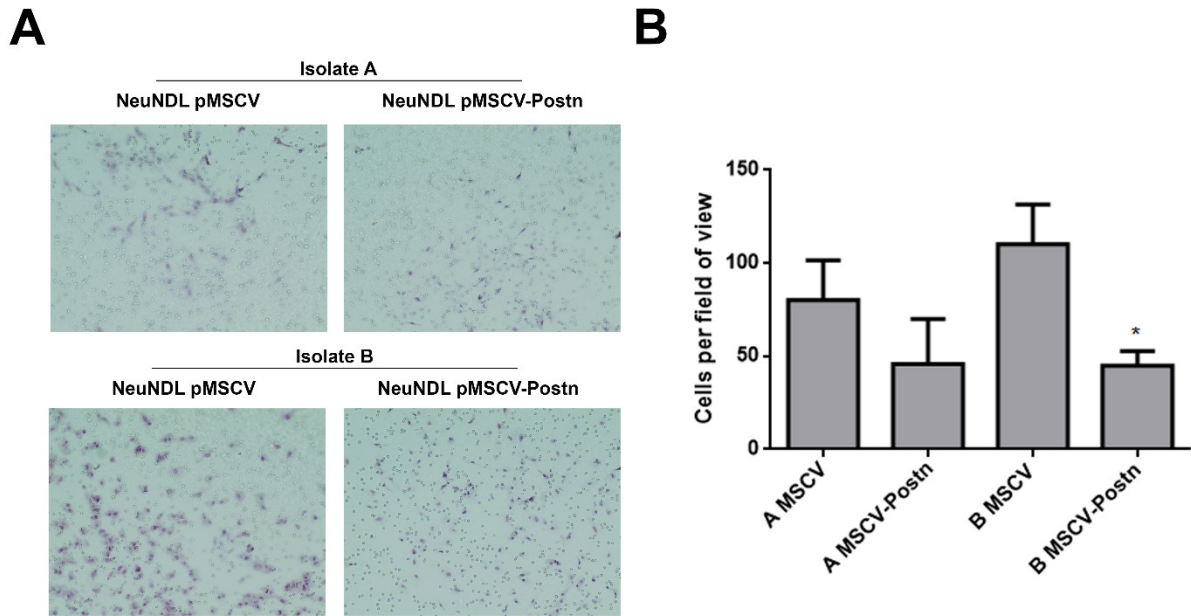 A
Isolate A
NeuNDL pMSCV
NeuNDL pMSCV-Postn
Isolate B
NeuNDL pMSCV
NeuNDL pMSCV-Postn
B
Cells per field of view
150
100
50
0
*
A MSCV
A MSCV-Postn
B MSCV
B MSCV-Postn